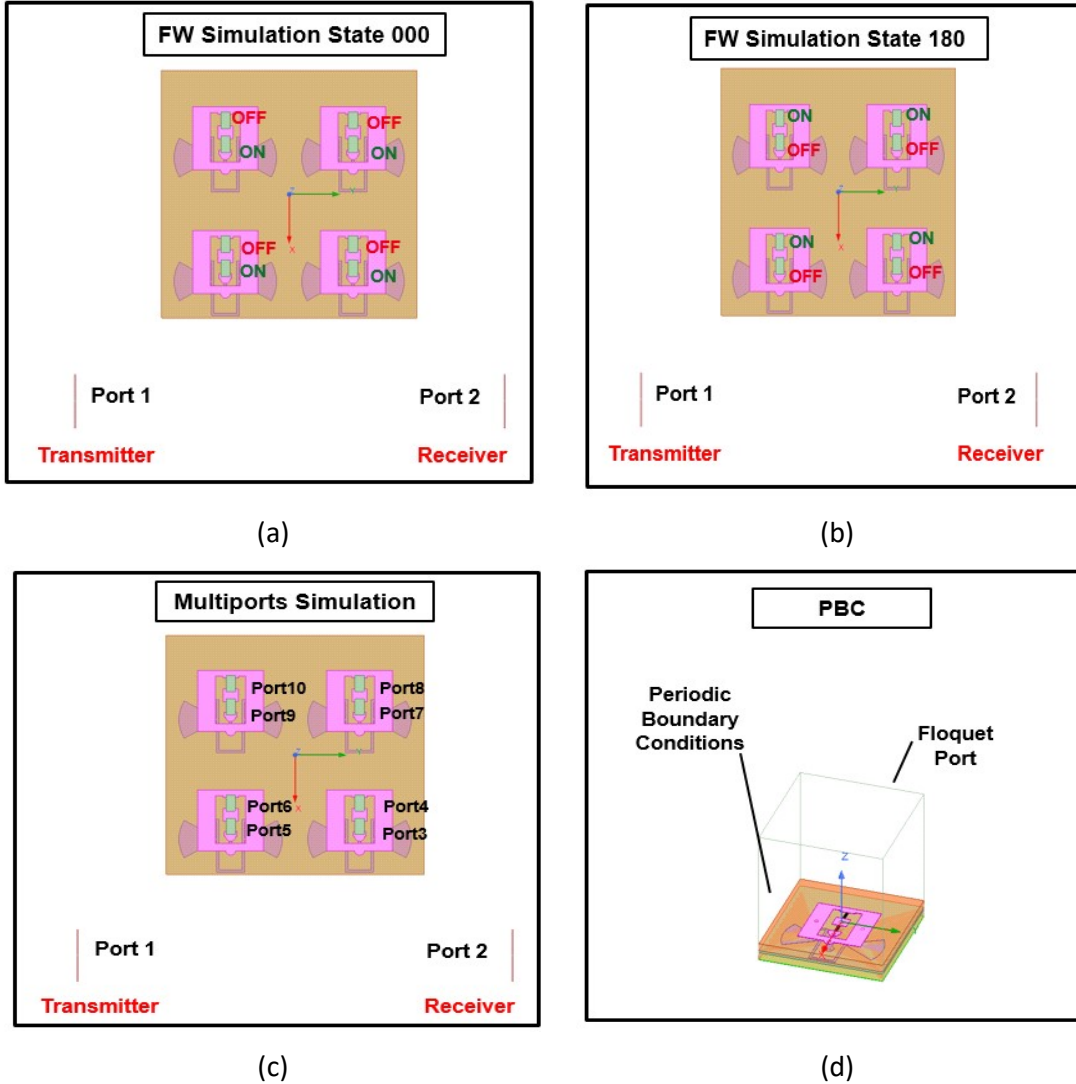 FW Simulation State 000
OFF
OFF
ON
ON
Z
Y
X
OFF
OFF
ON
ON
Port 1
Port 2
Transmitter
Receiver
(a)
FW Simulation State 180
ON
ON
OFF
OFF
Z
Y
X
ON
ON
OFF
OFF
Port 1
Port 2
Transmitter
Receiver
(b)
Multiports Simulation
Port10
Port8
Port9
Port7
Z
Y
X
Port6
Port4
Port5
Port3
Port 1
Port 2
Transmitter
Receiver
(c)
PBC
Periodic
Boundary
Conditions
Floquet
Port
Z
(d)